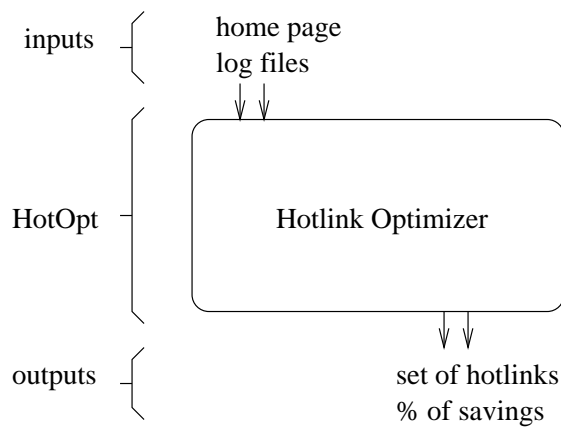 inputs
home page
log files
HotOpt
Hotlink Optimizer
outputs
set of hotlinks
% of savings